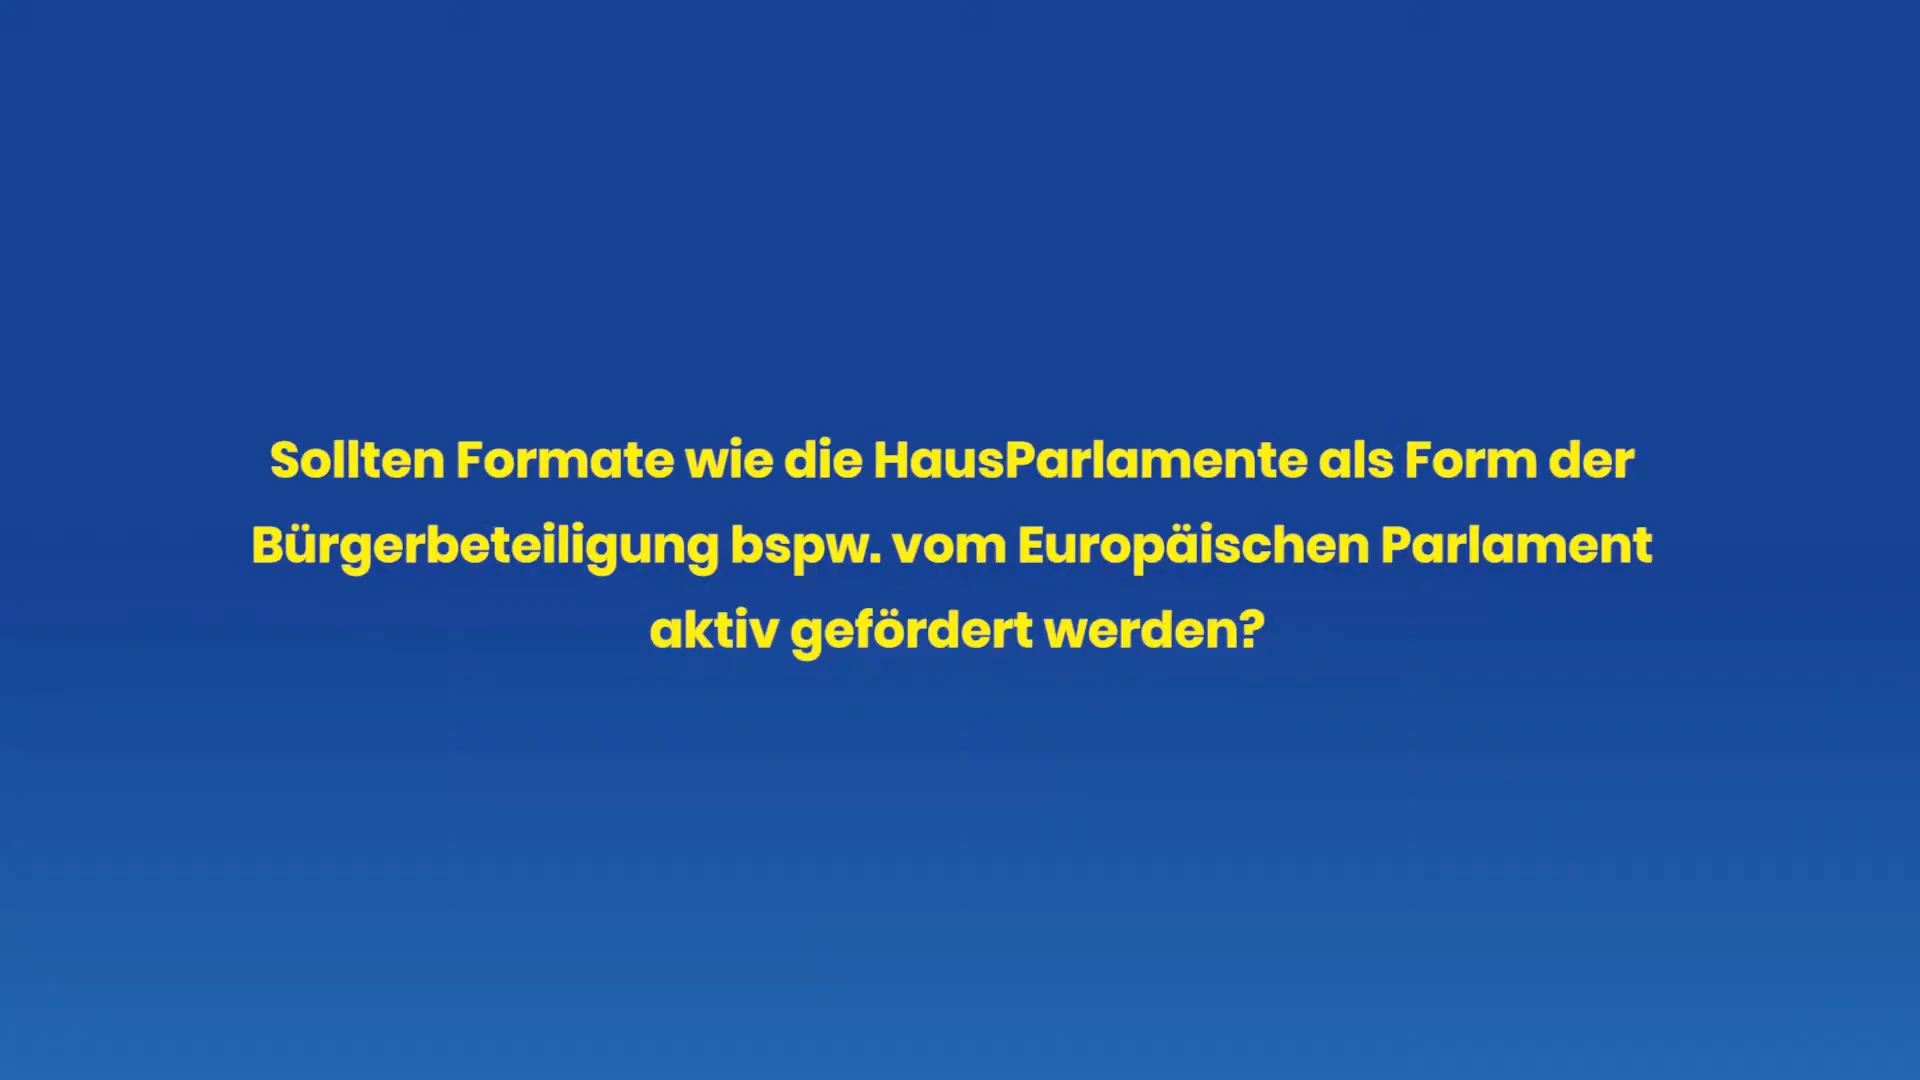 Sollten Formate wie die HausParlamente als Form der
Bürgerbeteiligung bspw. vom Europäischen Parlament
aktiv gefördert werden?